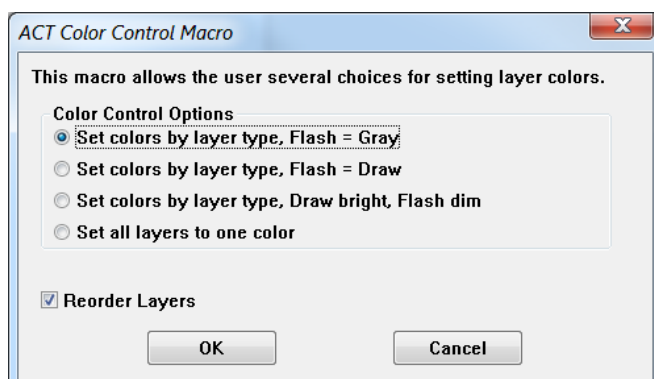 ACT Color Control Macro
This macro allows the user several choices for setting layer colors.
Color Control Options
Set colors by layer type, Flash = Gray
Set colors by layer type, Flash = Draw
Set colors by layer type, Draw bright, Flash dim
Set all layers to one color
Reorder Layers
OK
Cancel